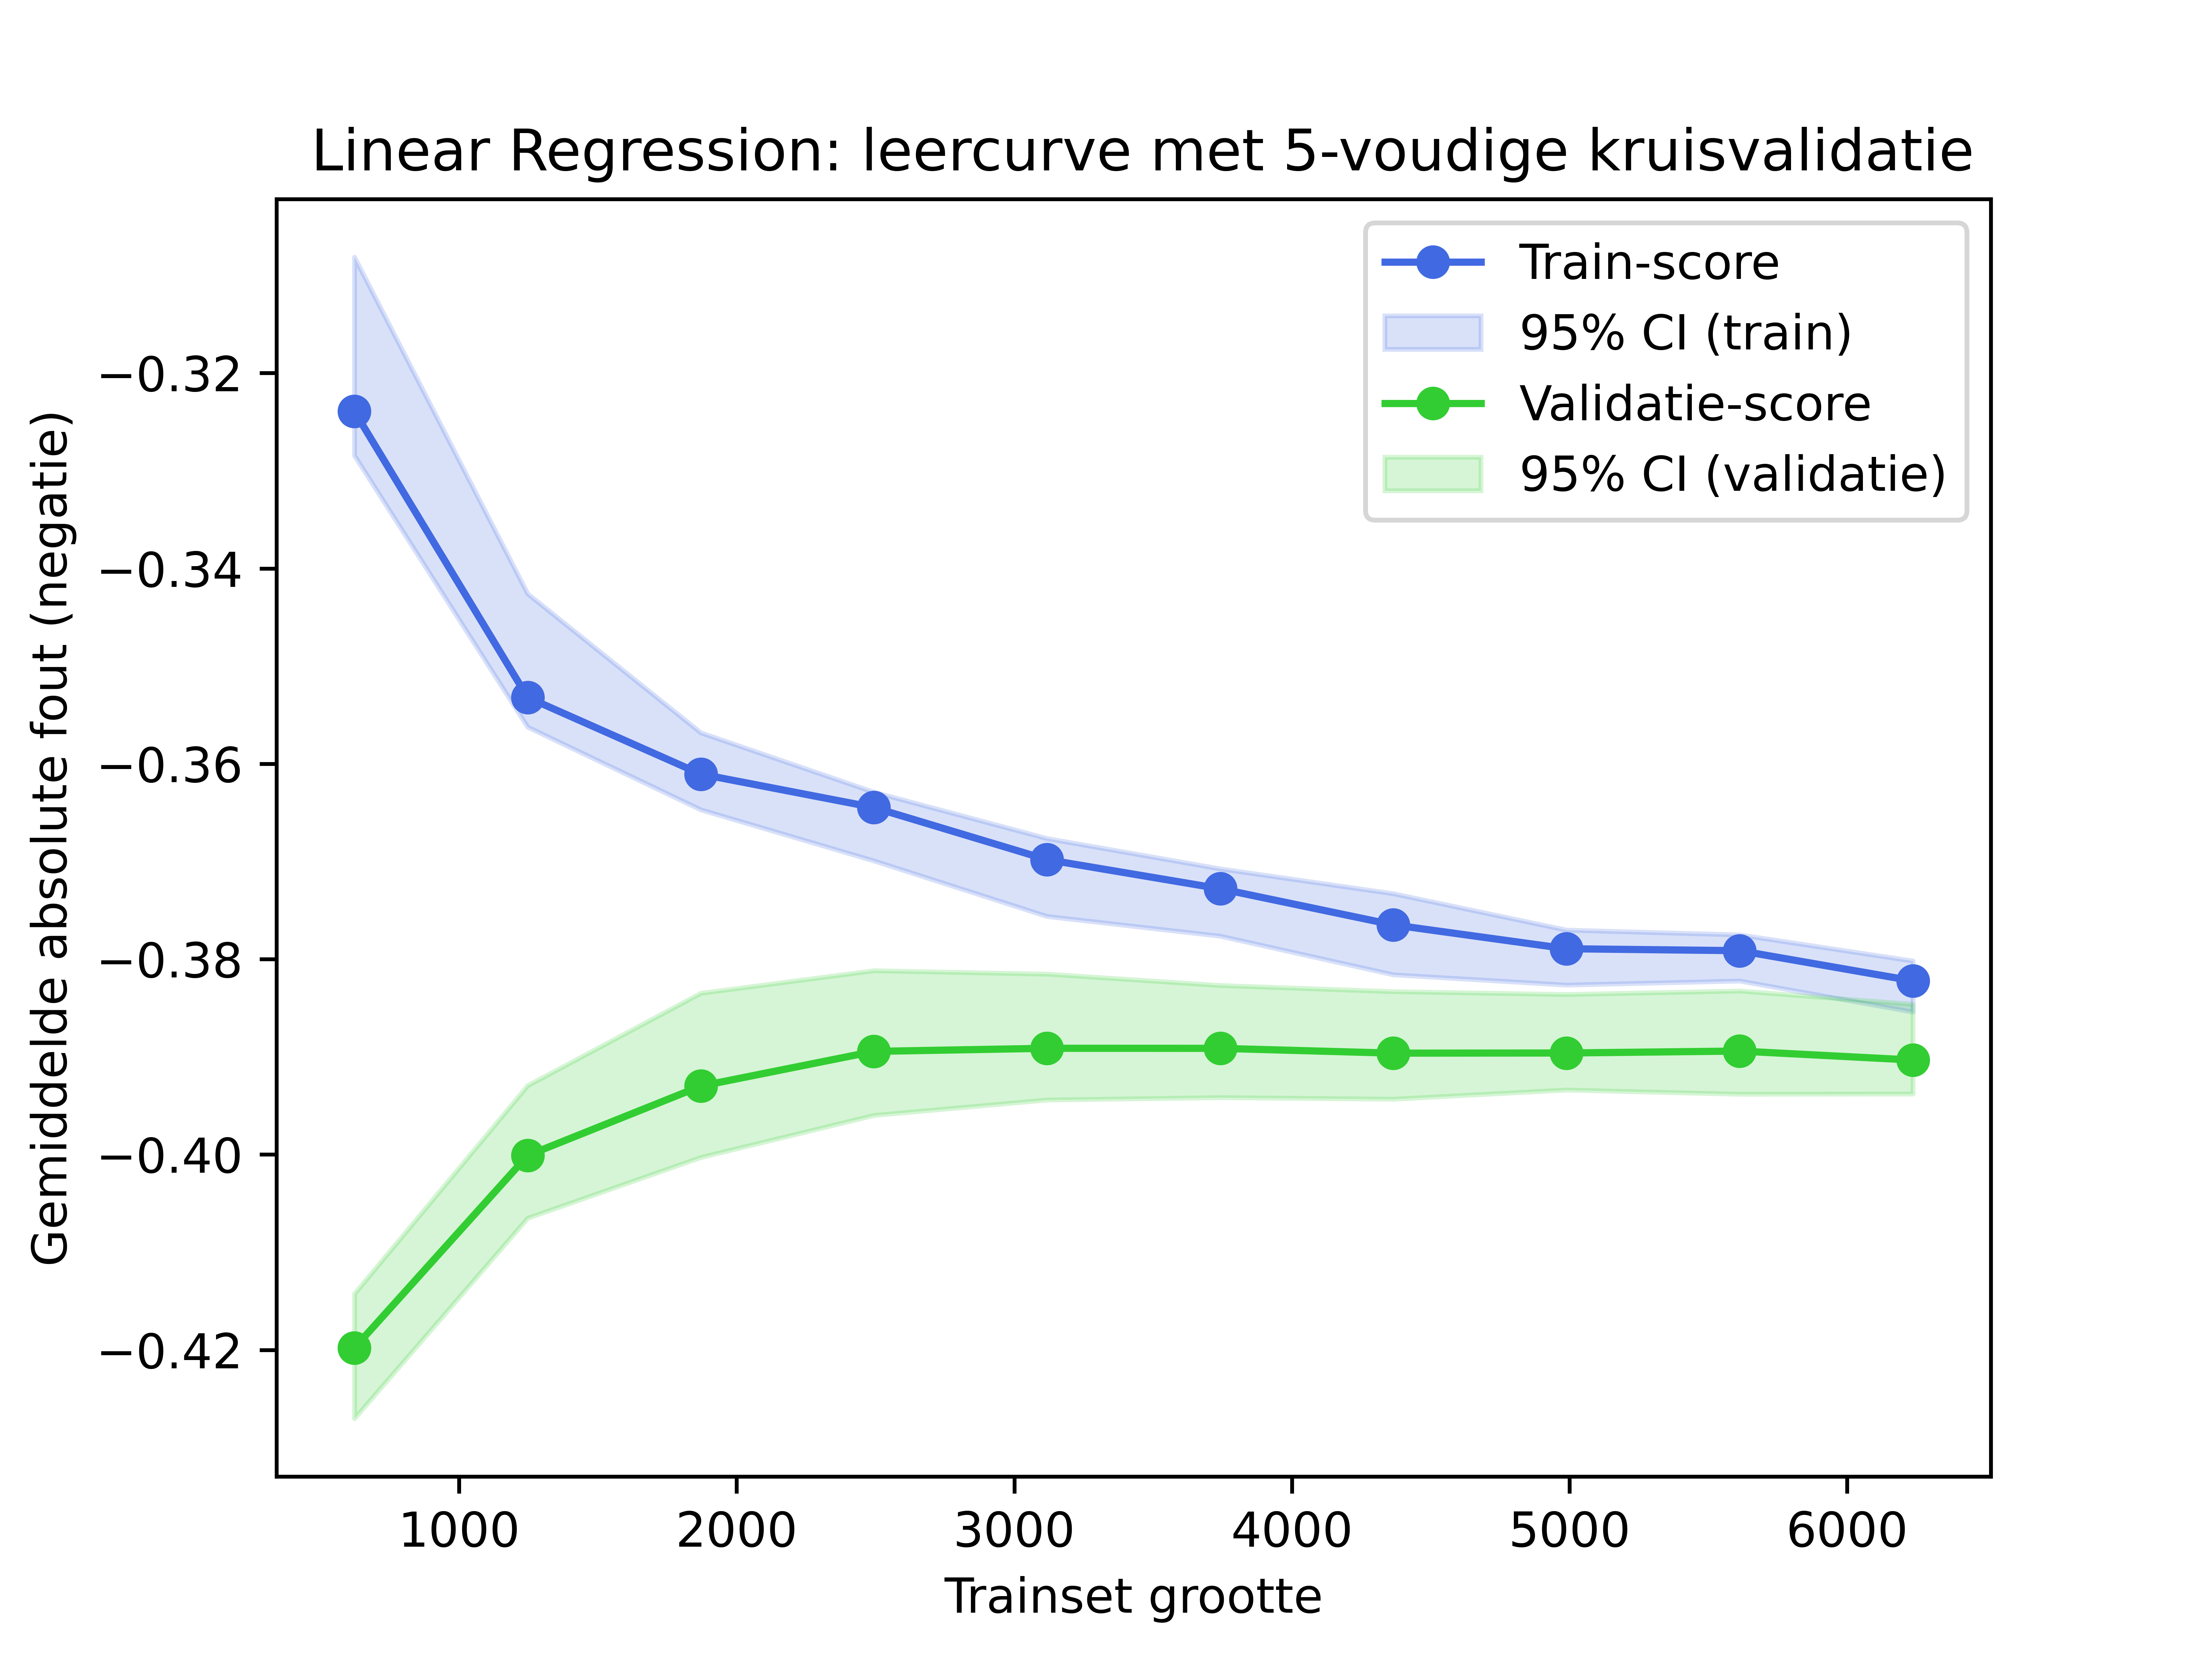 Linear Regression: leercurve met 5-voudige kruisvalidatie
Train-score
95% CI (train)
Validatie-score
95% CI (validatie)
Gemiddelde absolute fout (negatie)
−0.32
−0.34
−0.36
−0.38
−0.40
−0.42
1000 2000 3000 4000 5000 6000
Trainset grootte